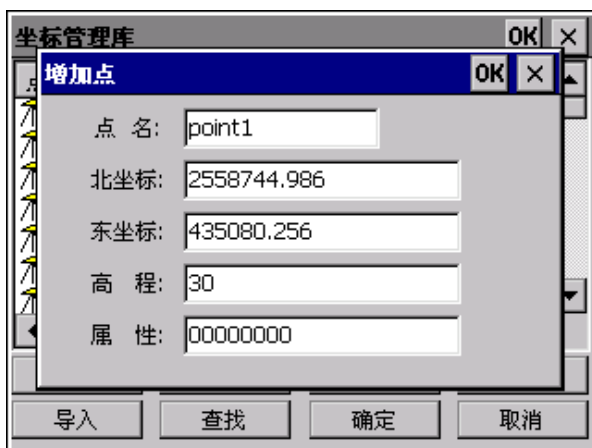 坐标管理库 OK ×
增加点 OK ×
点 名: point1
北坐标: 2558744.986
东坐标: 435080.256
高 程: 30
属 性: 00000000
导入 查找 确定 取消